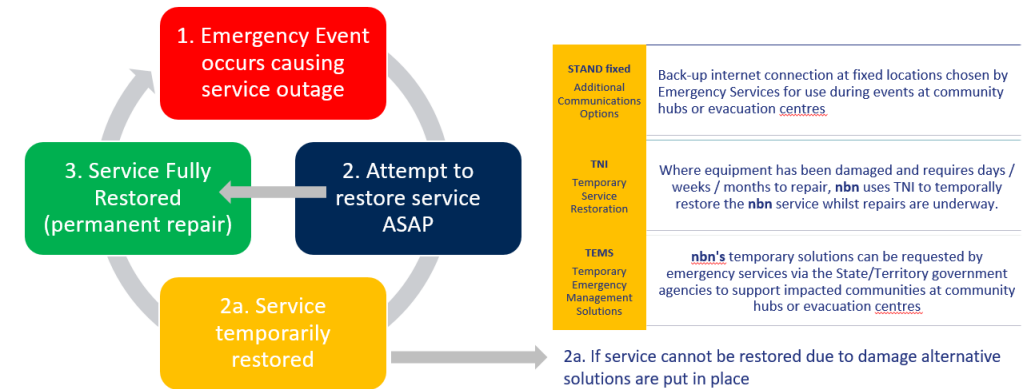 1. Emergency Event
occurs causing
service outage
2. Attempt to
restore service
ASAP
3. Service Fully
Restored
(permanent repair)
2a. Service
temporarily
restored
STAND fixed
Additional
Communications
Options
Back-up internet connection at fixed locations chosen by
Emergency Services for use during events at community
hubs or evacuation centres
TNI
Temporary
Service
Restoration
Where equipment has been damaged and requires days /
weeks / months to repair, nbn uses TNI to temporally
restore the nbn service whilst repairs are underway.
TEMS
Temporary
Emergency
Management
Solutions
nbn's temporary solutions can be requested by
emergency services via the State/Territory government
agencies to support impacted communities at community
hubs or evacuation centres
2a. If service cannot be restored due to damage alternative
solutions are put in place